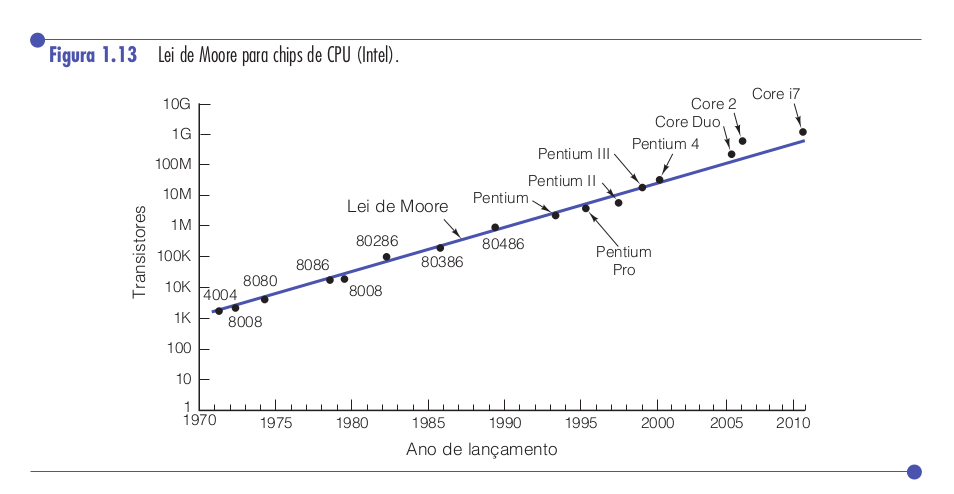 Figura 1.13 Lei de Moore para chips de CPU (Intel).
10G
1G
100M
10M
1M
100K
10K
1K
100
10
1
Transistores
4004
8008
8080
8086
8008
80286
80386
Lei de Moore
80486
Pentium
Pentium II
Pentium III
Pentium
Pro
Pentium 4
Core Duo
Core 2
Core i7
1970
1975
1980
1985
1990
1995
2000
2005
2010
Ano de lançamento